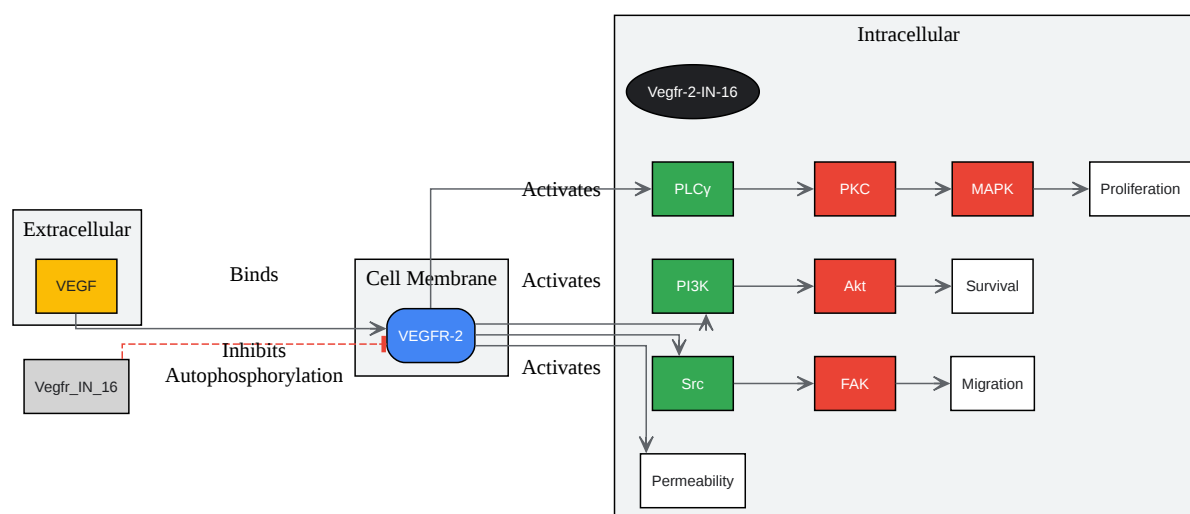 Intracellular
Vegfr-2-IN-16
Activates
PLCγ
PKC
MAPK
Proliferation
Extracellular
VEGF
Binds
Cell Membrane
VEGFR-2
Activates
PI3K
Akt
Survival
Inhibits
Autophosphorylation
Vegfr_IN_16
Activates
Src
FAK
Migration
Permeability